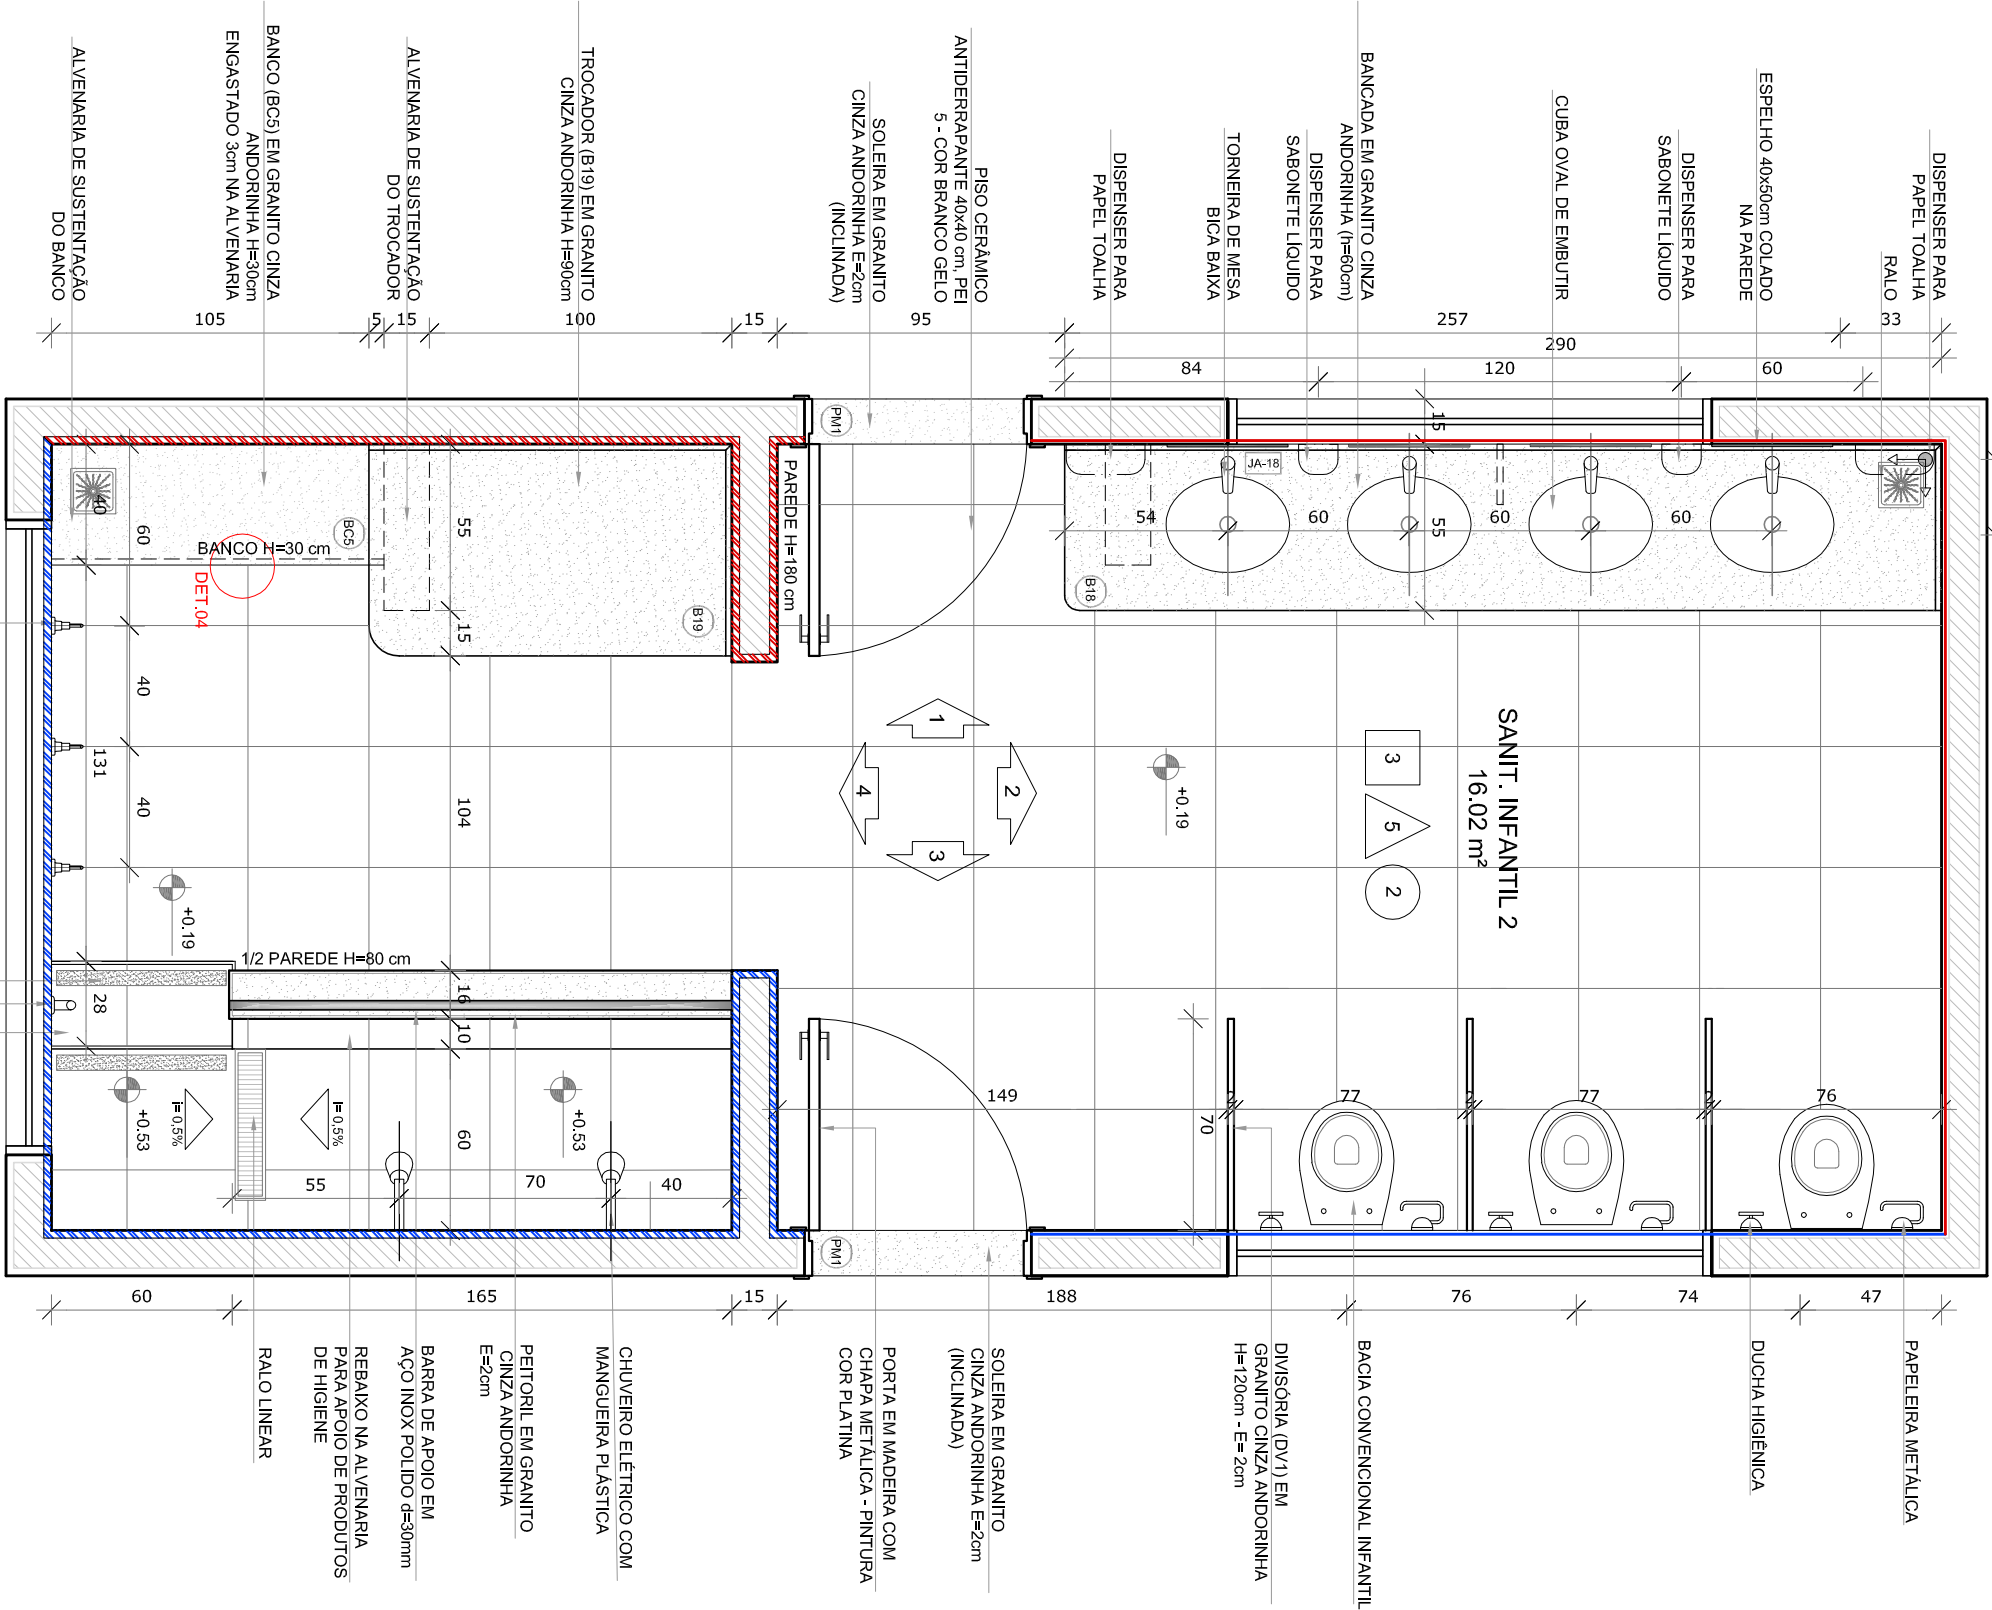 ALVENARIA DE SUSTENTAÇÃO
DO BANCO
BANCO (BC5) EM GRANITO CINZA
ANDORINHA H=30cm
ENGASTADO 3cm NA ALVENARIA
ALVENARIA DE SUSTENTAÇÃO
DO TROCADOR
TROCADOR (B19) EM GRANITO
CINZA ANDORINHA H=90cm
SOLEIRA EM GRANITO
CINZA ANDORINHA E=2cm
(INCLINADA)
PISO CERÂMICO
ANTIDERRAPANTE 40x40 cm, PEI
5 - COR BRANCO GELO
DISPENSER PARA
PAPEL TOALHA
TORNEIRA DE MESA
BICA BAIXA
DISPENSER PARA
SABONETE LÍQUIDO
BANCADA EM GRANITO CINZA
ANDORINHA (h=60cm)
CUBA OVAL DE EMBUTIR
DISPENSER PARA
SABONETE LÍQUIDO
ESPELHO 40x50cm COLADO
NA PAREDE
RALO
DISPENSER PARA
PAPEL TOALHA
105
5
15
100
15
95
257
33
290
84
120
60
PM1
15
JA-18
40
60
BC5
BANCO H=30 cm
DET.04
55
15
B19
PAREDE H=180 cm
54
60
55
60
60
B18
40
131
40
104
1
2
3
4
+0.19
SANIT. INFANTIL 2
16.02 m²
3
5
2
+0.19
1/2 PAREDE H=80 cm
28
16
10
+0.53
i= 0,5%
I= 0,5%
+0.53
60
55
70
40
149
70
2
77
2
77
2
76
PM1
60
165
15
188
76
74
47
RALO LINEAR
REBAIXO NA ALVENARIA
PARA APOIO DE PRODUTOS
DE HIGIENE
BARRA DE APOIO EM
AÇO INOX POLIDO d=30mm
PEITORIL EM GRANITO
CINZA ANDORINHA
E=2cm
CHUVEIRO ELÉTRICO COM
MANGUEIRA PLÁSTICA
PORTA EM MADEIRA COM
CHAPA METÁLICA - PINTURA
COR PLATINA
SOLEIRA EM GRANITO
CINZA ANDORINHA E=2cm
(INCLINADA)
DIVISÓRIA (DV1) EM
GRANITO CINZA ANDORINHA
H=120cm - E= 2cm
BACIA CONVENCIONAL INFANTIL
DUCHA HIGIÊNICA
PAPELEIRA METÁLICA